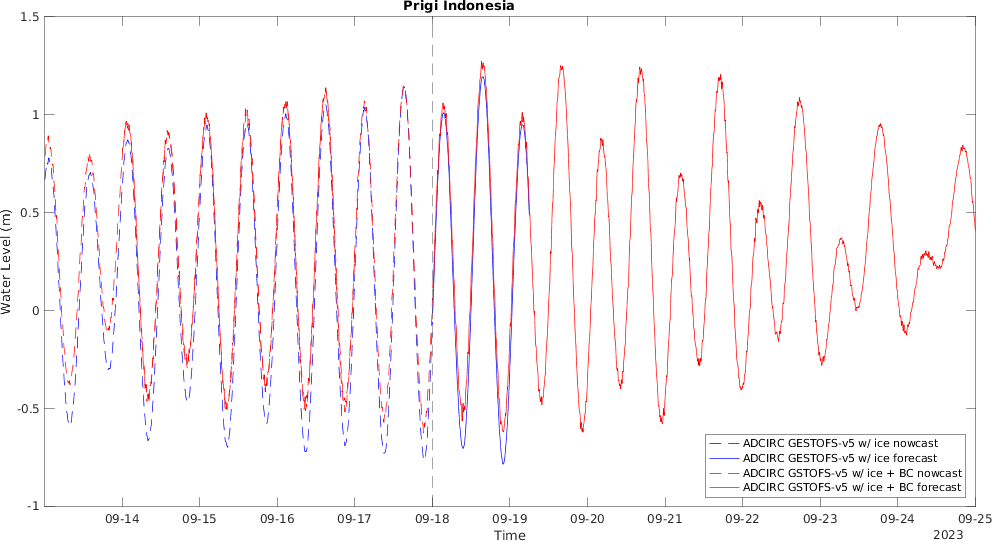 Prigi Indonesia
1.5
1
0.5
0
-0.5
-1
Water Level (m)
09-14 09-15 09-16 09-17 09-18 09-19 09-20 09-21 09-22 09-23 09-24 09-25
Time
2023
ADCIRC GESTOFS-v5 w/ ice nowcast
ADCIRC GESTOFS-v5 w/ ice forecast
ADCIRC GSTOFS-v5 w/ ice + BC nowcast
ADCIRC GSTOFS-v5 w/ ice + BC forecast